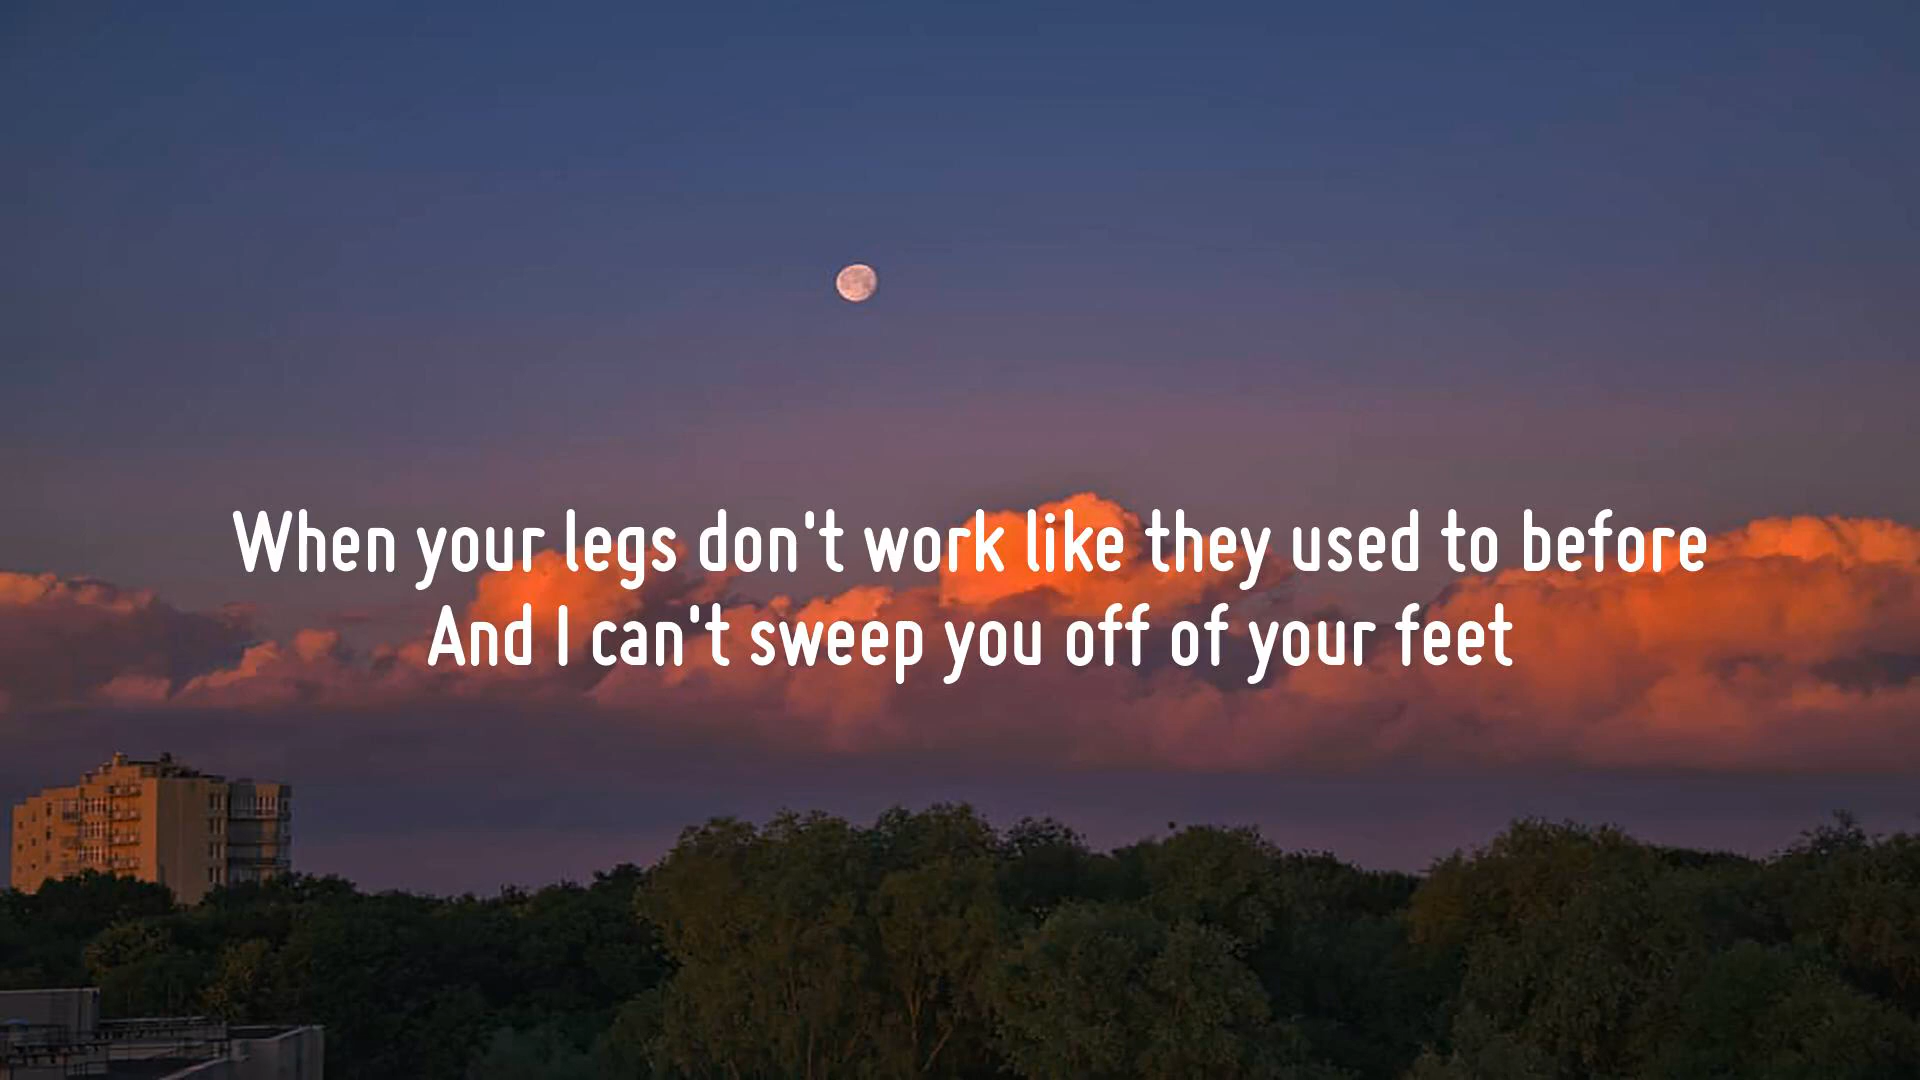 When your legs don't work like they used to before
And I can't sweep you off of your feet